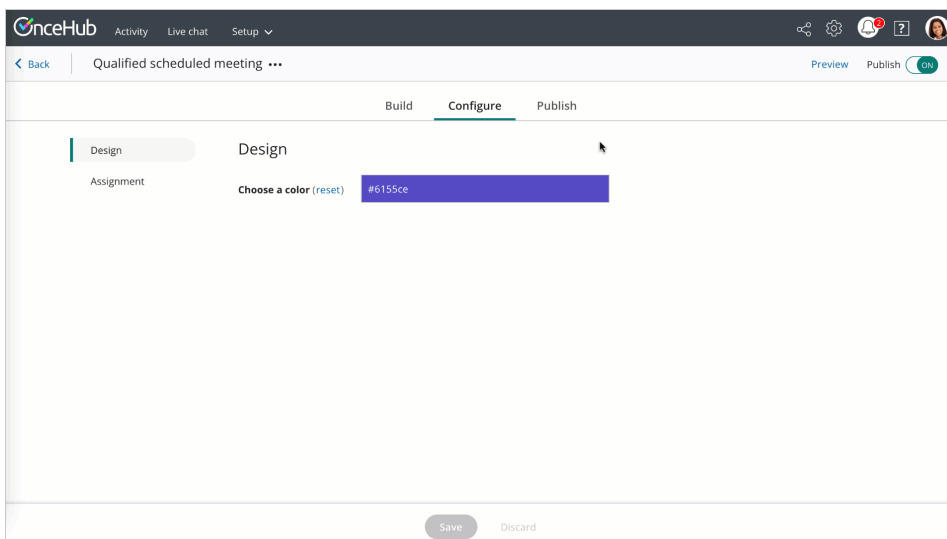 OnceHub Activity Live chat Setup 2 ?
Back Qualified scheduled meeting ••• Preview Publish ON
Build Configure Publish
Design Design
Assignment
Choose a color (reset) #6155ce
Save Discard